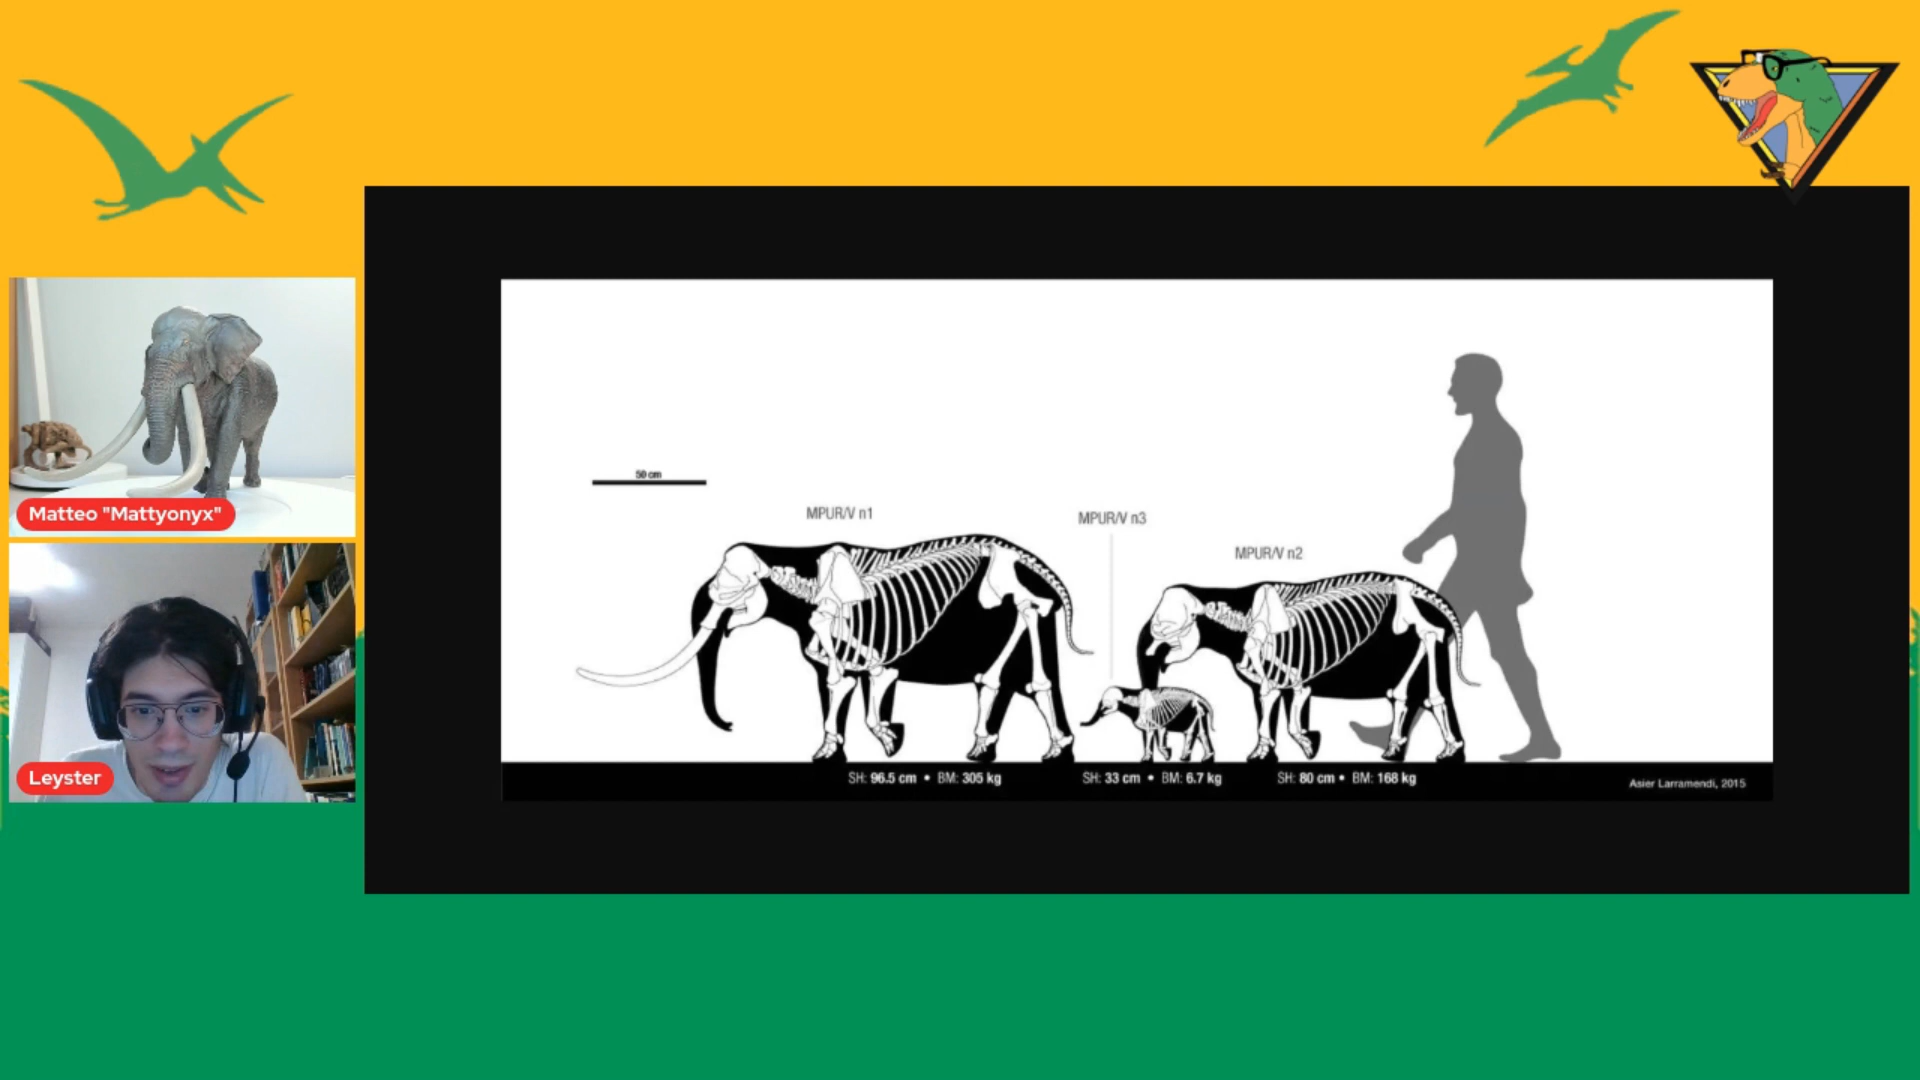 Matteo "Mattyonyx"
Leyster
50 cm
MPUR/V n1
MPUR/V n3
MPUR/V n2
SH: 96.5 cm • BM: 305 kg
SH: 33 cm • BM: 6.7 kg
SH: 80 cm • BM: 168 kg
Asier Larramendi, 2015